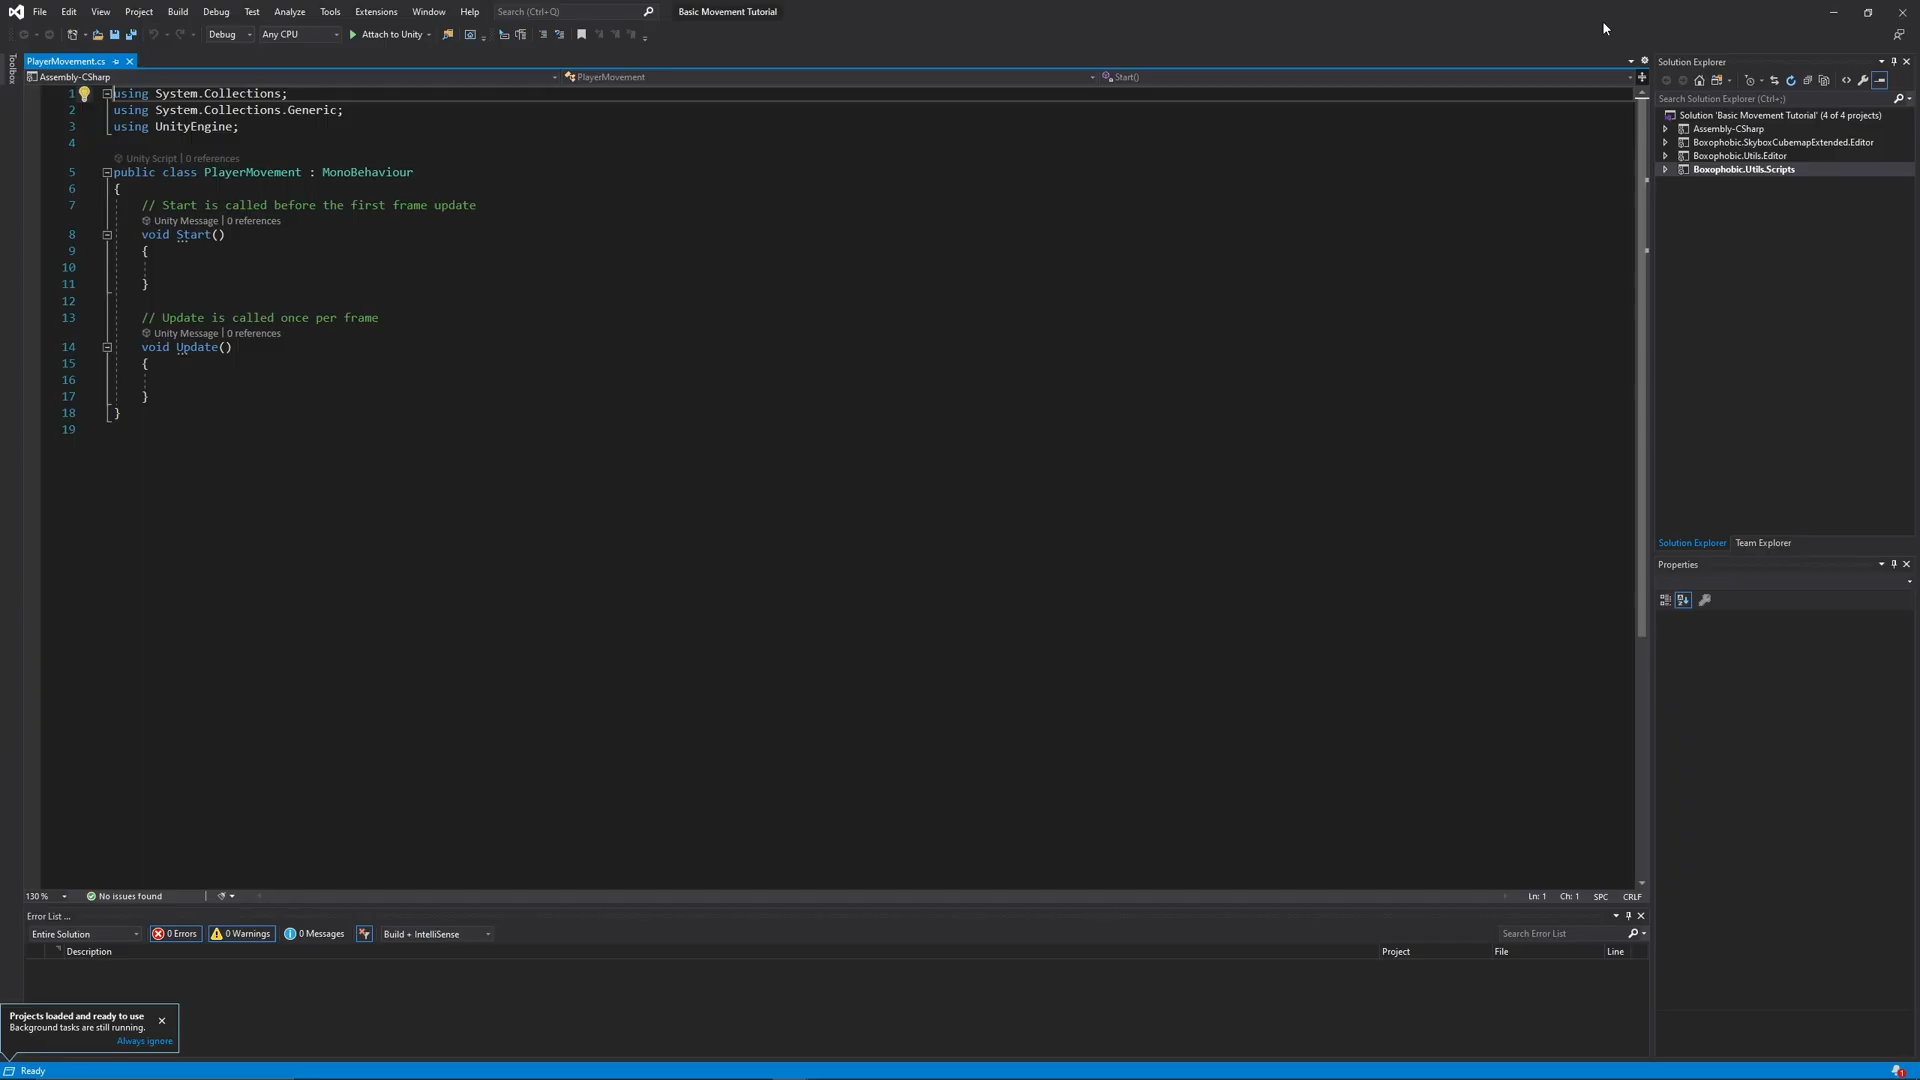 File Edit View Project Build Debug Test Analyze Tools Extensions Window Help Search (Ctrl+Q) Basic Movement Tutorial
Debug Any CPU Attach to Unity
Toolbox
PlayerMovement.cs
Assembly-CSharp PlayerMovement Start()
1 using System.Collections;
2 using System.Collections.Generic;
3 using UnityEngine;
4
Unity Script | 0 references
5 public class PlayerMovement : MonoBehaviour
6 {
7 // Start is called before the first frame update
Unity Message | 0 references
8 void Start()
9 {
10
11 }
12
13 // Update is called once per frame
Unity Message | 0 references
14 void Update()
15 {
16
17 }
18 }
19
130 % No issues found Ln: 1 Ch: 1 SPC CRLF
Error List ...
Entire Solution 0 Errors 0 Warnings 0 Messages Build + IntelliSense Search Error List
Description Project File Line
Projects loaded and ready to use
Background tasks are still running.
Always ignore
Ready
Solution Explorer
Search Solution Explorer (Ctrl+;)
Solution 'Basic Movement Tutorial' (4 of 4 projects)
Assembly-CSharp
Boxophobic.SkyboxCubemapExtended.Editor
Boxophobic.Utils.Editor
Boxophobic.Utils.Scripts
Solution Explorer Team Explorer
Properties
1